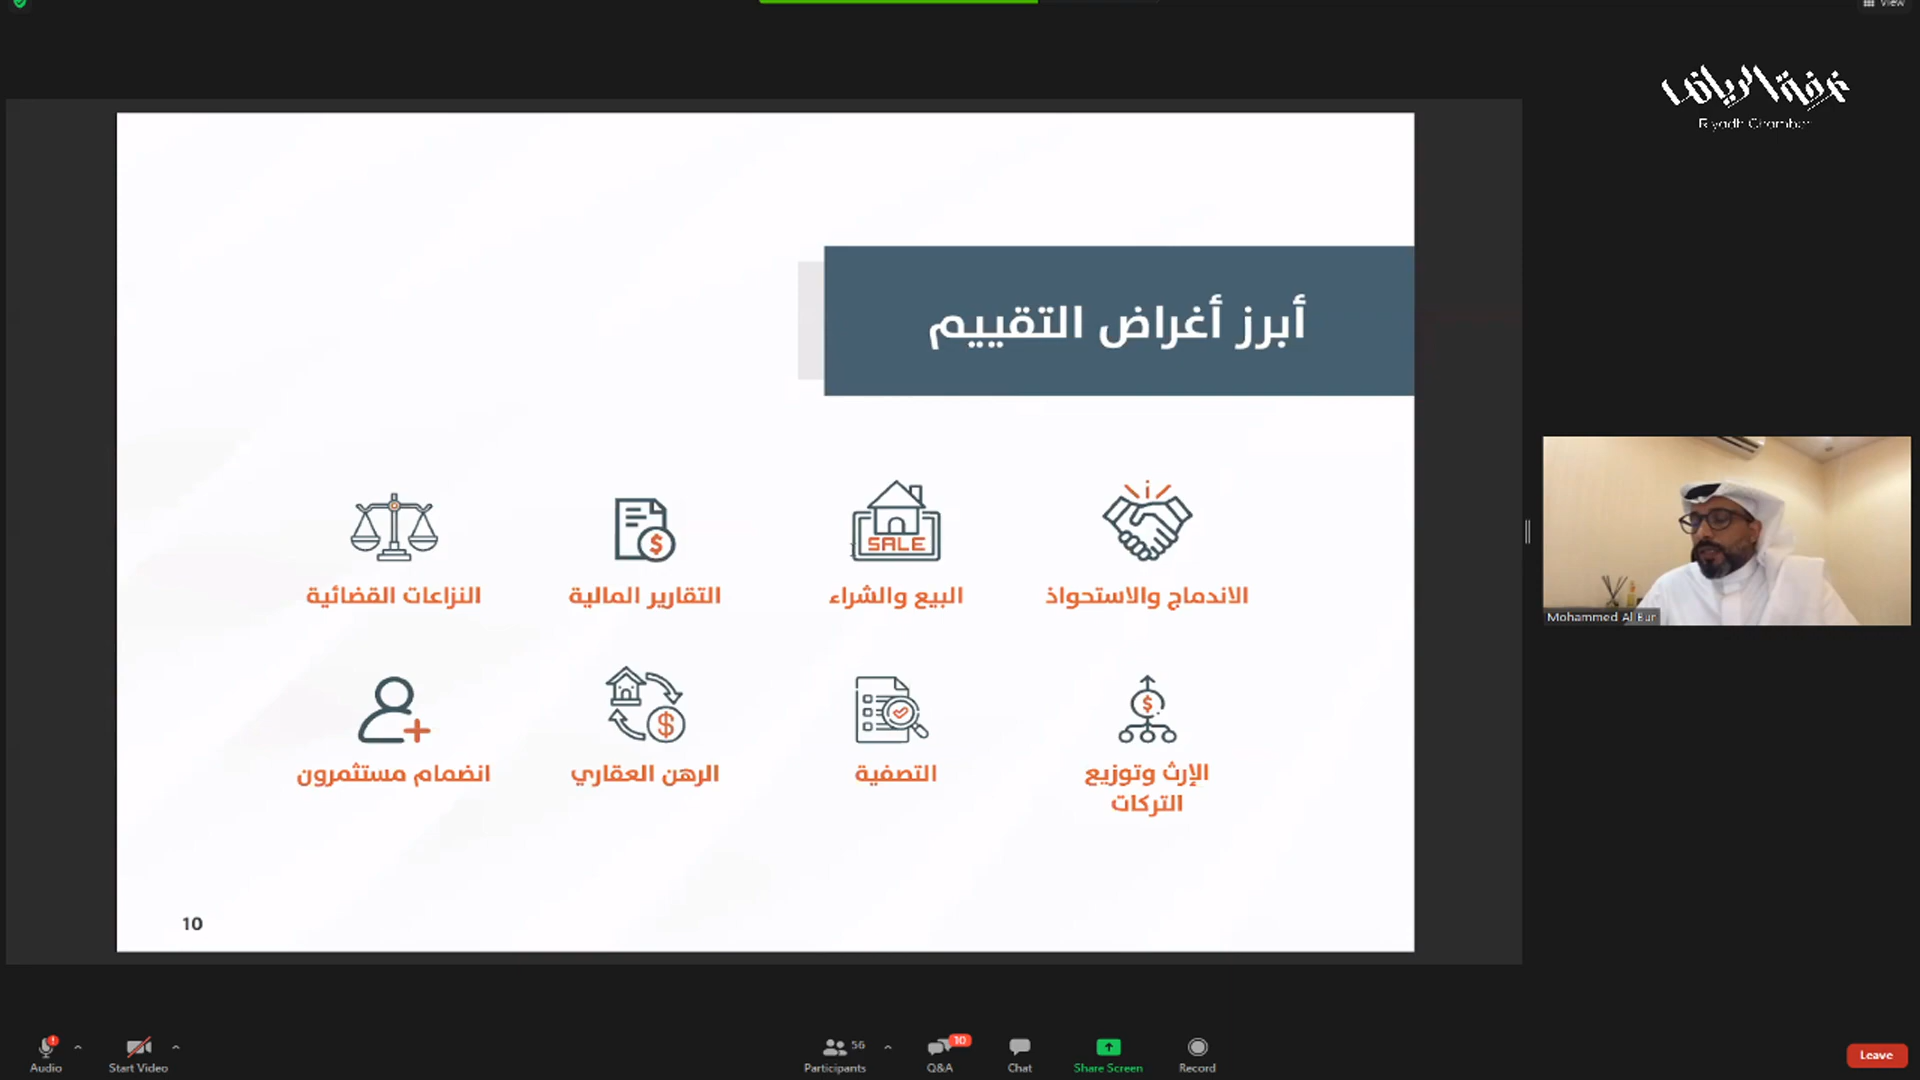 View
غرفة الرياض
Riyadh Chamber
أبرز أغراض التقييم
SALE
الاندماج والاستحواذ
البيع والشراء
التقارير المالية
النزاعات القضائية
الإرث وتوزيع
التركات
التصفية
الرهن العقاري
انضمام مستثمرون
10
Mohammed Al Bur
Audio
Start Video
56
Participants
10
Q&A
Chat
Share Screen
Record
Leave